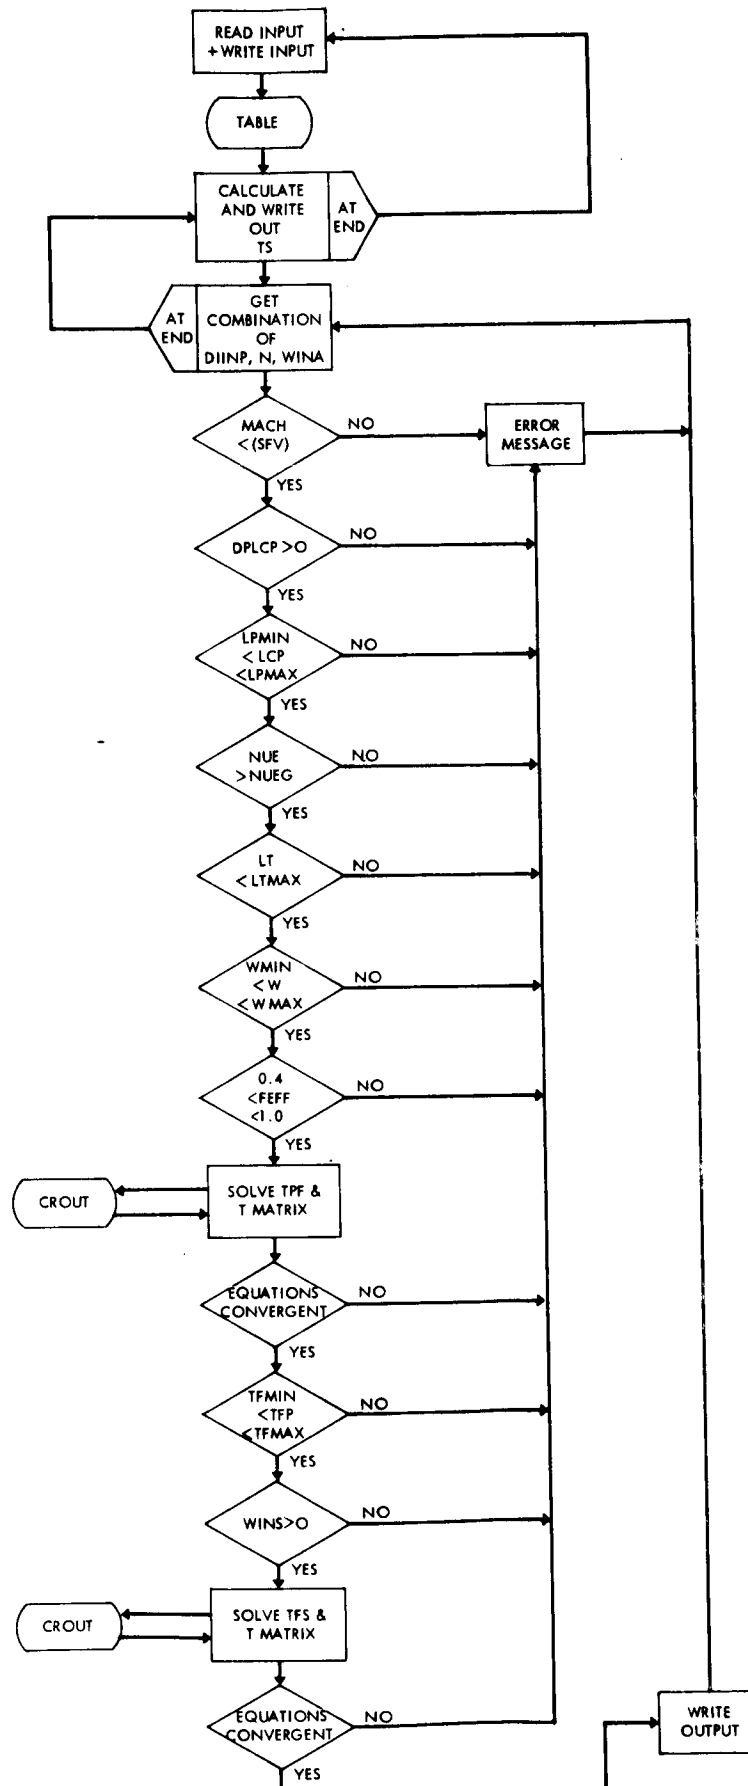 READ INPUT
+ WRITE INPUT
TABLE
CALCULATE
AND WRITE
OUT
TS
AT
END
AT
END
GET
COMBINATION
OF
DIINP, N, WINA
MACH
<(SFV)
NO
ERROR
MESSAGE
YES
DPLCP >O
NO
YES
LPMIN
< LCP
<LPMAX
NO
YES
NUE
>NUEG
NO
YES
LT
< LTMAX
NO
YES
WMIN
< W
< W MAX
NO
YES
0.4
<FEFF
<1.0
NO
YES
CROUT
SOLVE TPF &
T MATRIX
EQUATIONS
CONVERGENT
NO
YES
TFMIN
<TFP
<TFMAX
NO
YES
WINS>O
NO
YES
CROUT
SOLVE TFS &
T MATRIX
EQUATIONS
CONVERGENT
NO
YES
WRITE
OUTPUT